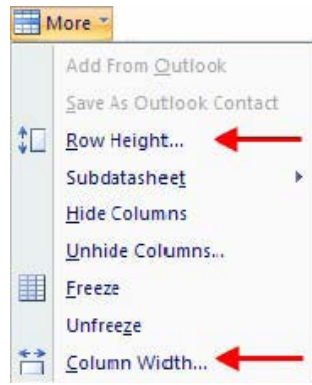 More
Add From Outlook
Save As Outlook Contact
Row Height...
Subdatasheet
Hide Columns
Unhide Columns...
Freeze
Unfreeze
Column Width...